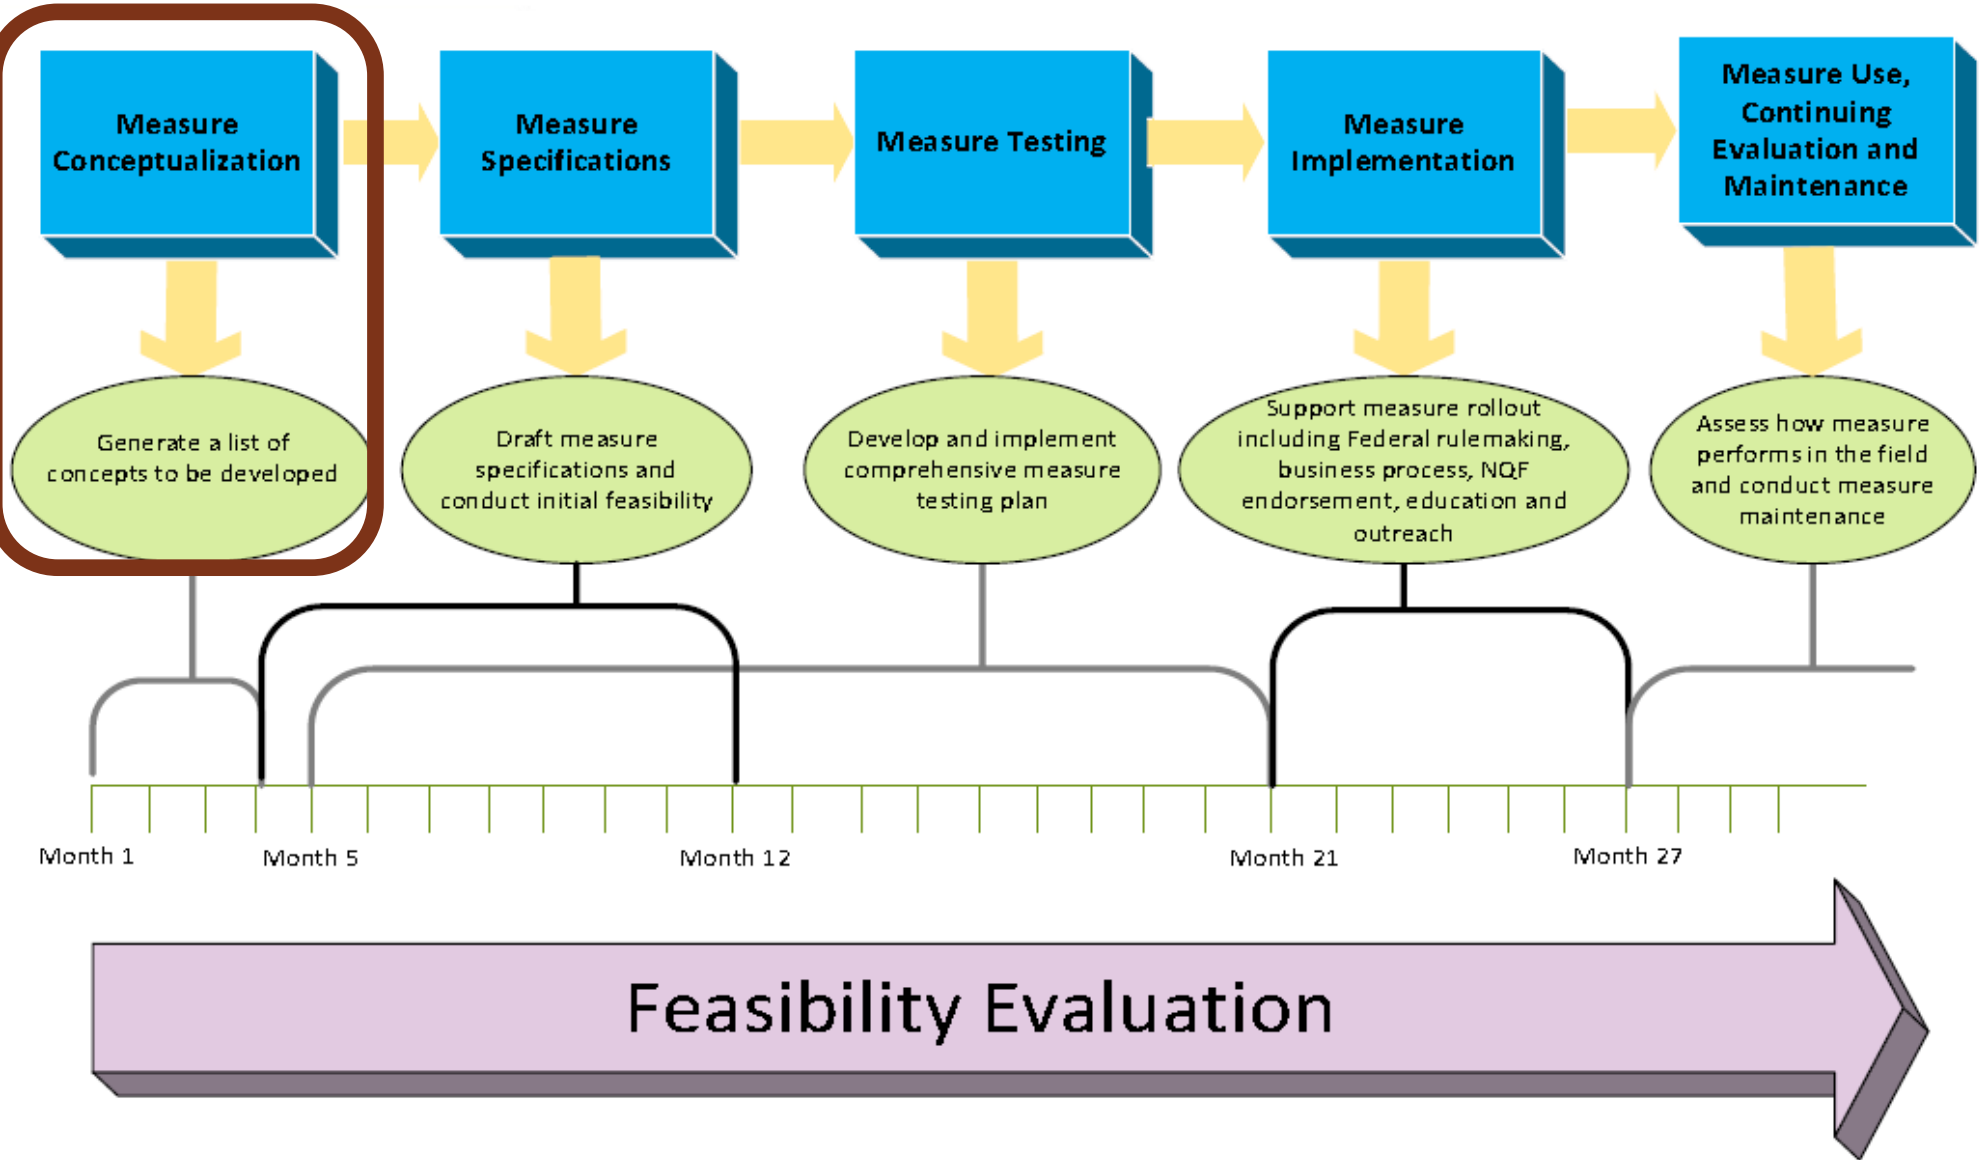 Measure
Conceptualization
Measure
Specifications
Measure Testing
Measure
Implementation
Measure Use,
Continuing
Evaluation and
Maintenance
Generate a list of
concepts to be developed
Draft measure
specifications and
conduct initial feasibility
Develop and implement
comprehensive measure
testing plan
Support measure rollout
including Federal rulemaking,
business process, NQF
endorsement, education and
outreach
Assess how measure
performs in the field
and conduct measure
maintenance
Month 1
Month 5
Month 12
Month 21
Month 27
Feasibility Evaluation